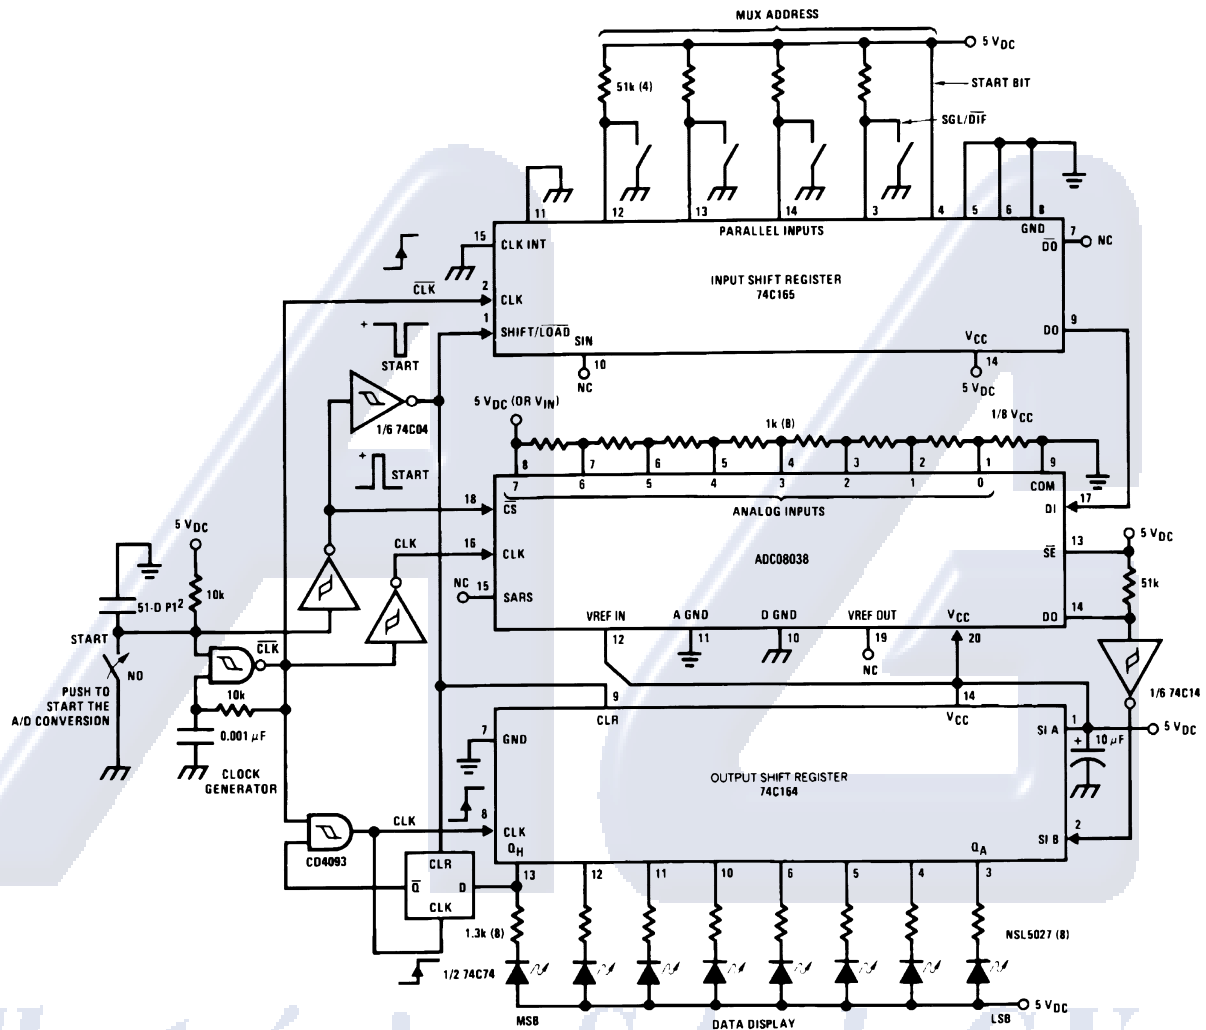 MUX ADDRESS
5 VDC
51k (4)
START BIT
SGL/DIF
11
12
13
14
3
4
5
6
8
GND
PARALLEL INPUTS
15
CLK INT
7
DO
NC
INPUT SHIFT REGISTER
74C165
CLK
2
CLK
1
SHIFT/LOAD
9
DO
+
START
SIN
10
NC
VCC
14
5 VDC
1/6 74C04
5 VDC (OR VIN)
1k (8)
1/8 VCC
+
START
8
7
6
5
4
3
2
1
9
7
6
5
4
3
2
1
0
COM
ANALOG INPUTS
18
CS
17
DI
5 VDC
CLK
16
CLK
ADC08038
13
SE
5 VDC
NC
15
SARS
51k
14
DO
10k
51-D P1²
VREF IN
A GND
D GND
VREF OUT
VCC
12
11
10
19
20
NC
START
CLK
NO
PUSH TO
START THE
A/D CONVERSION
10k
1/6 74C14
9
CLR
14
VCC
0.001 µF
7
GND
SI A
1
5 VDC
+
10 µF
CLOCK
GENERATOR
OUTPUT SHIFT REGISTER
74C164
CLK
8
CLK
QH
QA
SI B
2
CD4093
CLR
Q
D
CLK
13
12
11
10
6
5
4
3
1.3k (8)
NSL5027 (8)
1/2 74C74
5 VDC
MSB
DATA DISPLAY
LSB